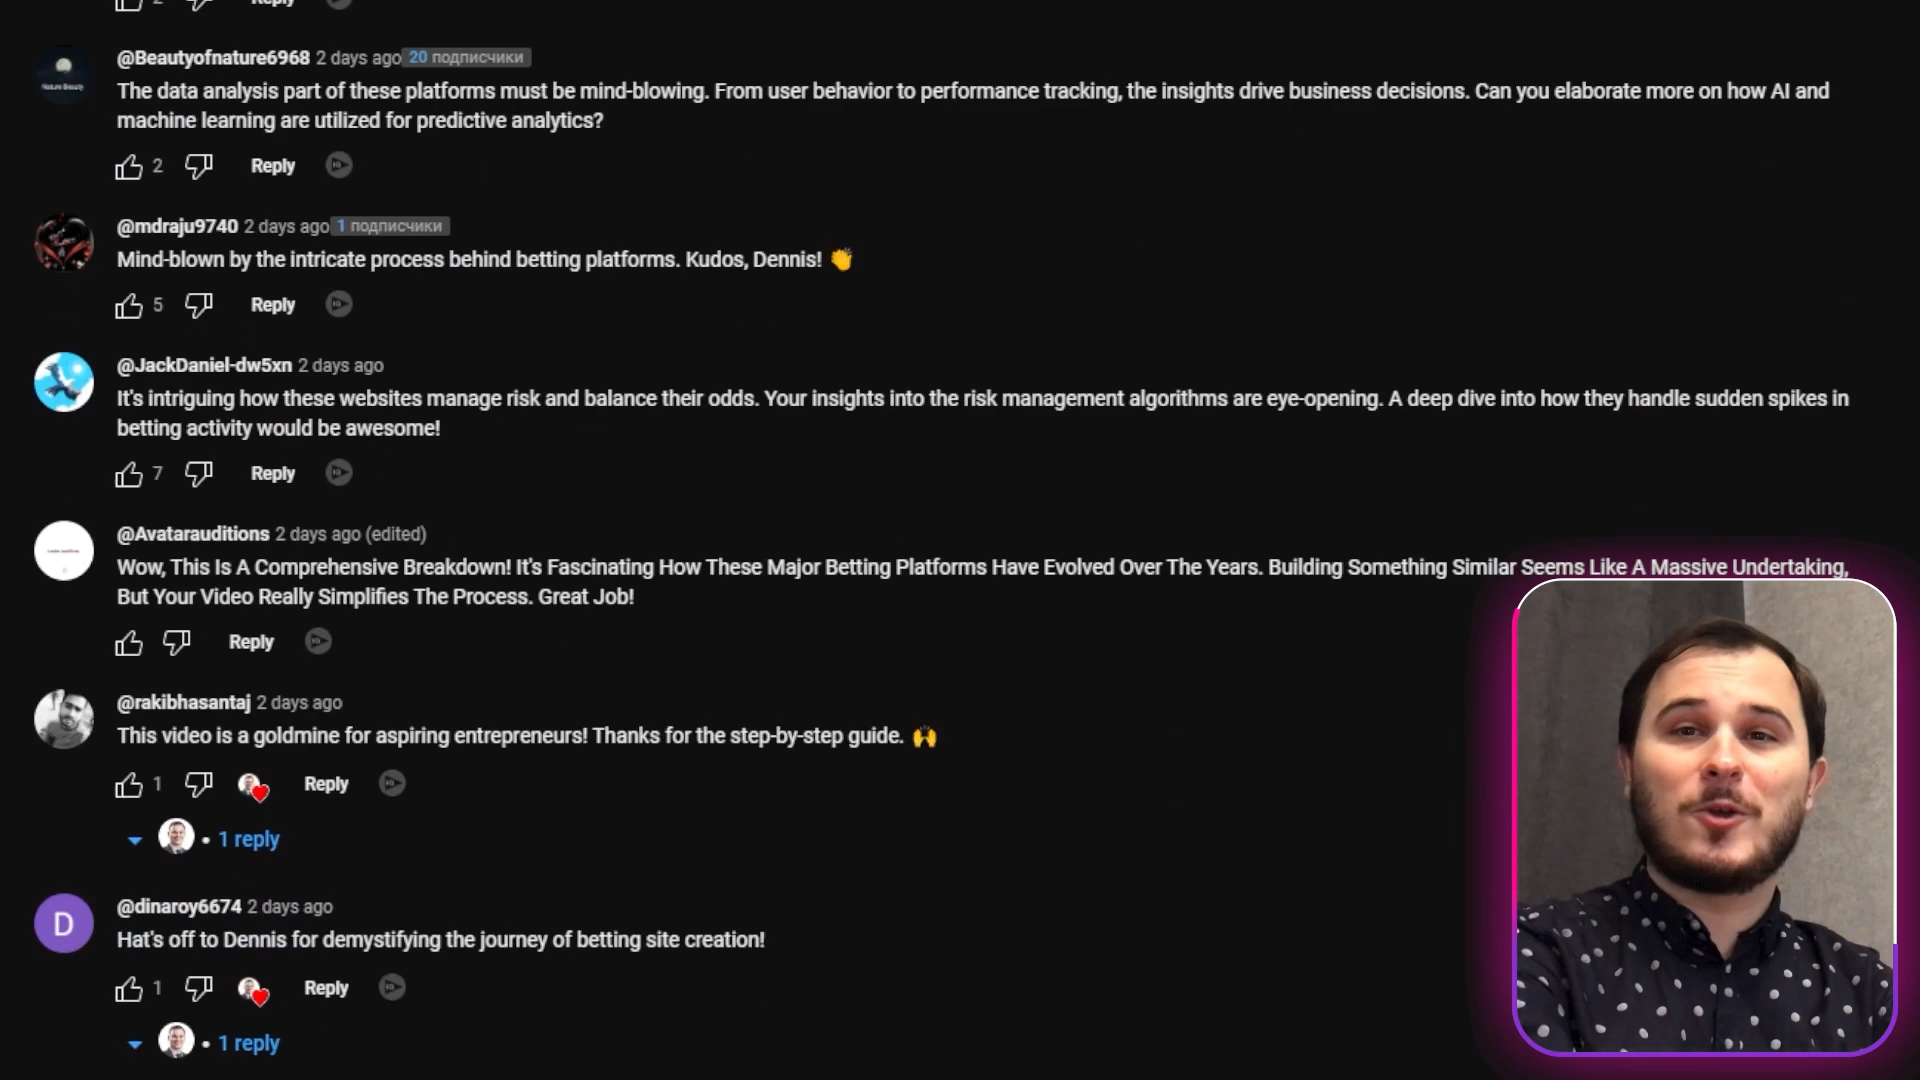 2 Reply
@Beautyofnature6968 2 days ago 20 подписчики
The data analysis part of these platforms must be mind-blowing. From user behavior to performance tracking, the insights drive business decisions. Can you elaborate more on how AI and
machine learning are utilized for predictive analytics?
2 Reply
@mdraju9740 2 days ago 1 подписчики
Mind-blown by the intricate process behind betting platforms. Kudos, Dennis! 👏
5 Reply
@JackDaniel-dw5xn 2 days ago
It's intriguing how these websites manage risk and balance their odds. Your insights into the risk management algorithms are eye-opening. A deep dive into how they handle sudden spikes in
betting activity would be awesome!
7 Reply
@Avatarauditions 2 days ago (edited)
Wow, This Is A Comprehensive Breakdown! It's Fascinating How These Major Betting Platforms Have Evolved Over The Years. Building Something Similar Seems Like A Massive Undertaking,
But Your Video Really Simplifies The Process. Great Job!
Reply
@rakibhasantaj 2 days ago
This video is a goldmine for aspiring entrepreneurs! Thanks for the step-by-step guide. 🙌
1 Reply
• 1 reply
D
@dinaroy6674 2 days ago
Hat's off to Dennis for demystifying the journey of betting site creation!
1 Reply
• 1 reply